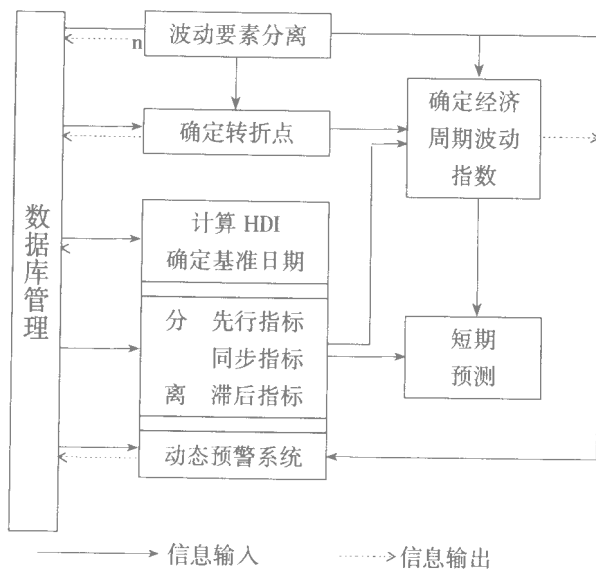 数据库管理
n
波动要素分离
确定转折点
确定经济
周期波动
指数
计算 HDI
确定基准日期
分 先行指标
同步指标
离 滞后指标
短期
预测
动态预警系统
信息输入
信息输出